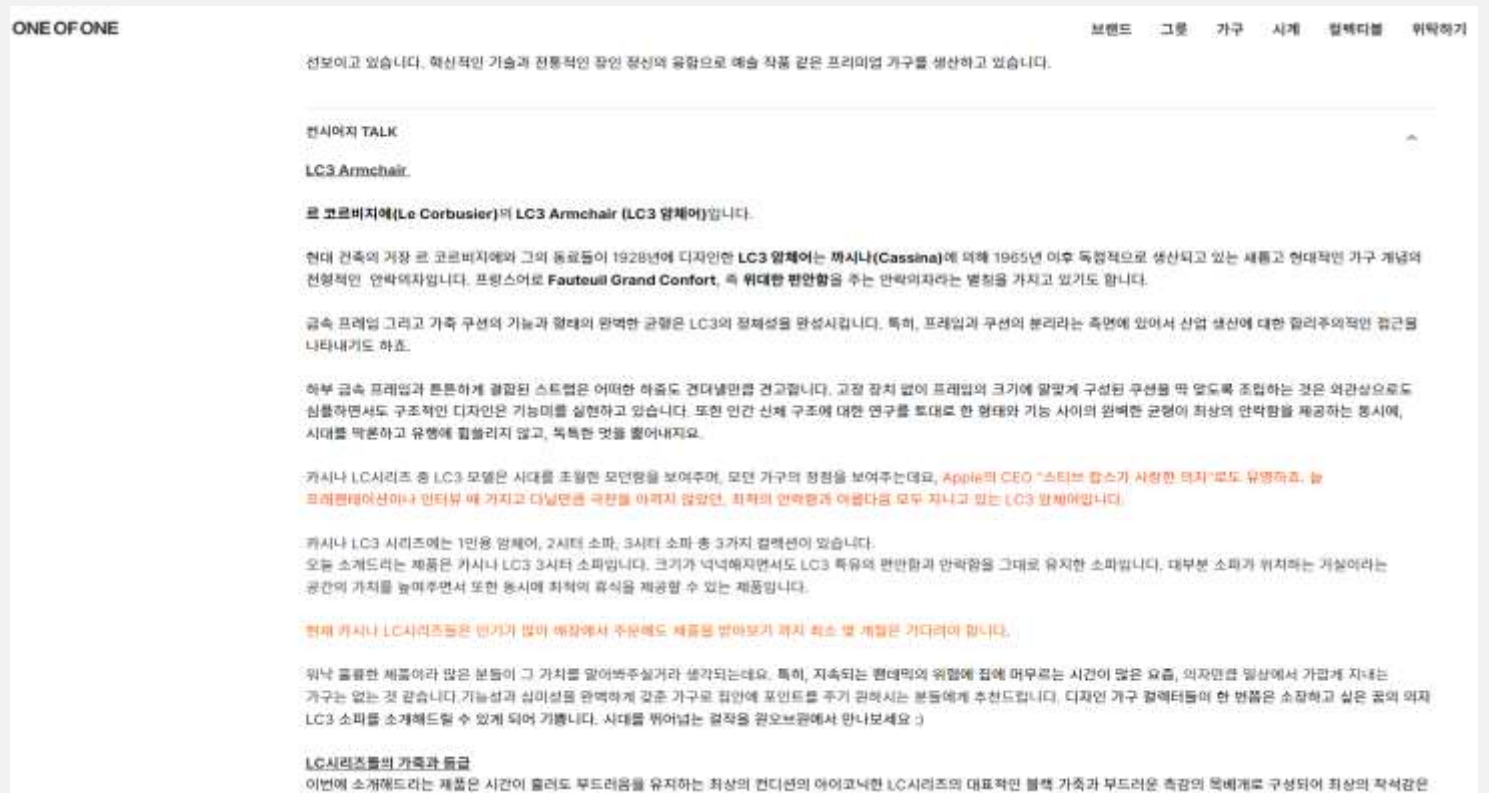 ONE OF ONE
브랜드 그릇 가구 시계 컬렉터블 위탁하기
선보이고 있습니다. 혁신적인 기술과 전통적인 장인 정신의 융합으로 예술 작품 같은 프리미엄 가구를 생산하고 있습니다.
컨시어지 TALK
LC3 Armchair
르 코르비지에(Le Corbusier)의 LC3 Armchair (LC3 암체어)입니다.
현대 건축의 거장 르 코르비지에와 그의 동료들이 1928년에 디자인한 LC3 암체어는 까시나(Cassina)에 의해 1965년 이후 독점적으로 생산되고 있는 새롭고 현대적인 가구 개념의
전형적인 안락의자입니다. 프랑스어로 Fauteuil Grand Confort, 즉 위대한 편안함을 주는 안락의자라는 별칭을 가지고 있기도 합니다.
금속 프레임 그리고 가죽 쿠션의 기능과 형태의 완벽한 균형은 LC3의 정체성을 완성시킵니다. 특히, 프레임과 쿠션의 분리라는 측면에 있어서 산업 생산에 대한 합리주의적인 접근을
나타내기도 하죠.
하부 금속 프레임과 튼튼하게 결합된 스트랩은 어떠한 하중도 견뎌낼만큼 견고합니다. 고정 장치 없이 프레임의 크기에 알맞게 구성된 쿠션을 딱 맞도록 조립하는 것은 외관상으로도
심플하면서도 구조적인 디자인은 기능미를 실현하고 있습니다. 또한 인간 신체 구조에 대한 연구를 토대로 한 형태와 기능 사이의 완벽한 균형이 최상의 안락함을 제공하는 동시에,
시대를 막론하고 유행에 휩쓸리지 않고, 독특한 멋을 뿜어내지요.
카시나 LC시리즈 중 LC3 모델은 시대를 초월한 모던함을 보여주며, 모던 가구의 정점을 보여주는데요, Apple의 CEO "스티브 잡스가 사랑한 의자"로도 유명하죠. 늘
프레젠테이션이나 인터뷰 때 가지고 다닐만큼 극찬을 아끼지 않았던, 최적의 안락함과 아름다움 모두 지니고 있는 LC3 암체어입니다.
카시나 LC3 시리즈에는 1인용 암체어, 2시터 소파, 3시터 소파 총 3가지 컬렉션이 있습니다.
오늘 소개드리는 제품은 카시나 LC3 3시터 소파입니다. 크기가 넉넉해지면서도 LC3 특유의 편안함과 안락함을 그대로 유지한 소파입니다. 대부분 소파가 위치하는 거실이라는
공간의 가치를 높여주면서 또한 동시에 최적의 휴식을 제공할 수 있는 제품입니다.
현재 카시나 LC시리즈들은 인기가 많아 매장에서 주문해도 제품을 받아보기 까지 최소 몇 개월은 기다려야 합니다.
워낙 훌륭한 제품이라 많은 분들이 그 가치를 알아봐주실거라 생각되는데요. 특히, 지속되는 팬데믹의 위험에 집에 머무르는 시간이 많은 요즘, 의자만큼 일상에서 가깝게 지내는
가구는 없는 것 같습니다.기능성과 심미성을 완벽하게 갖춘 가구로 집안에 포인트를 주기 원하시는 분들에게 추천드립니다. 디자인 가구 컬렉터들의 한 번쯤은 소장하고 싶은 꿈의 의자
LC3 소파를 소개해드릴 수 있게 되어 기쁩니다. 시대를 뛰어넘는 걸작을 원오브원에서 만나보세요 :)
LC시리즈들의 가죽과 등급
이번에 소개해드리는 제품은 시간이 흘러도 부드러움을 유지하는 최상의 컨디션의 아이코닉한 LC시리즈의 대표적인 블랙 가죽과 부드러운 촉감의 목베개로 구성되어 최상의 착석감은